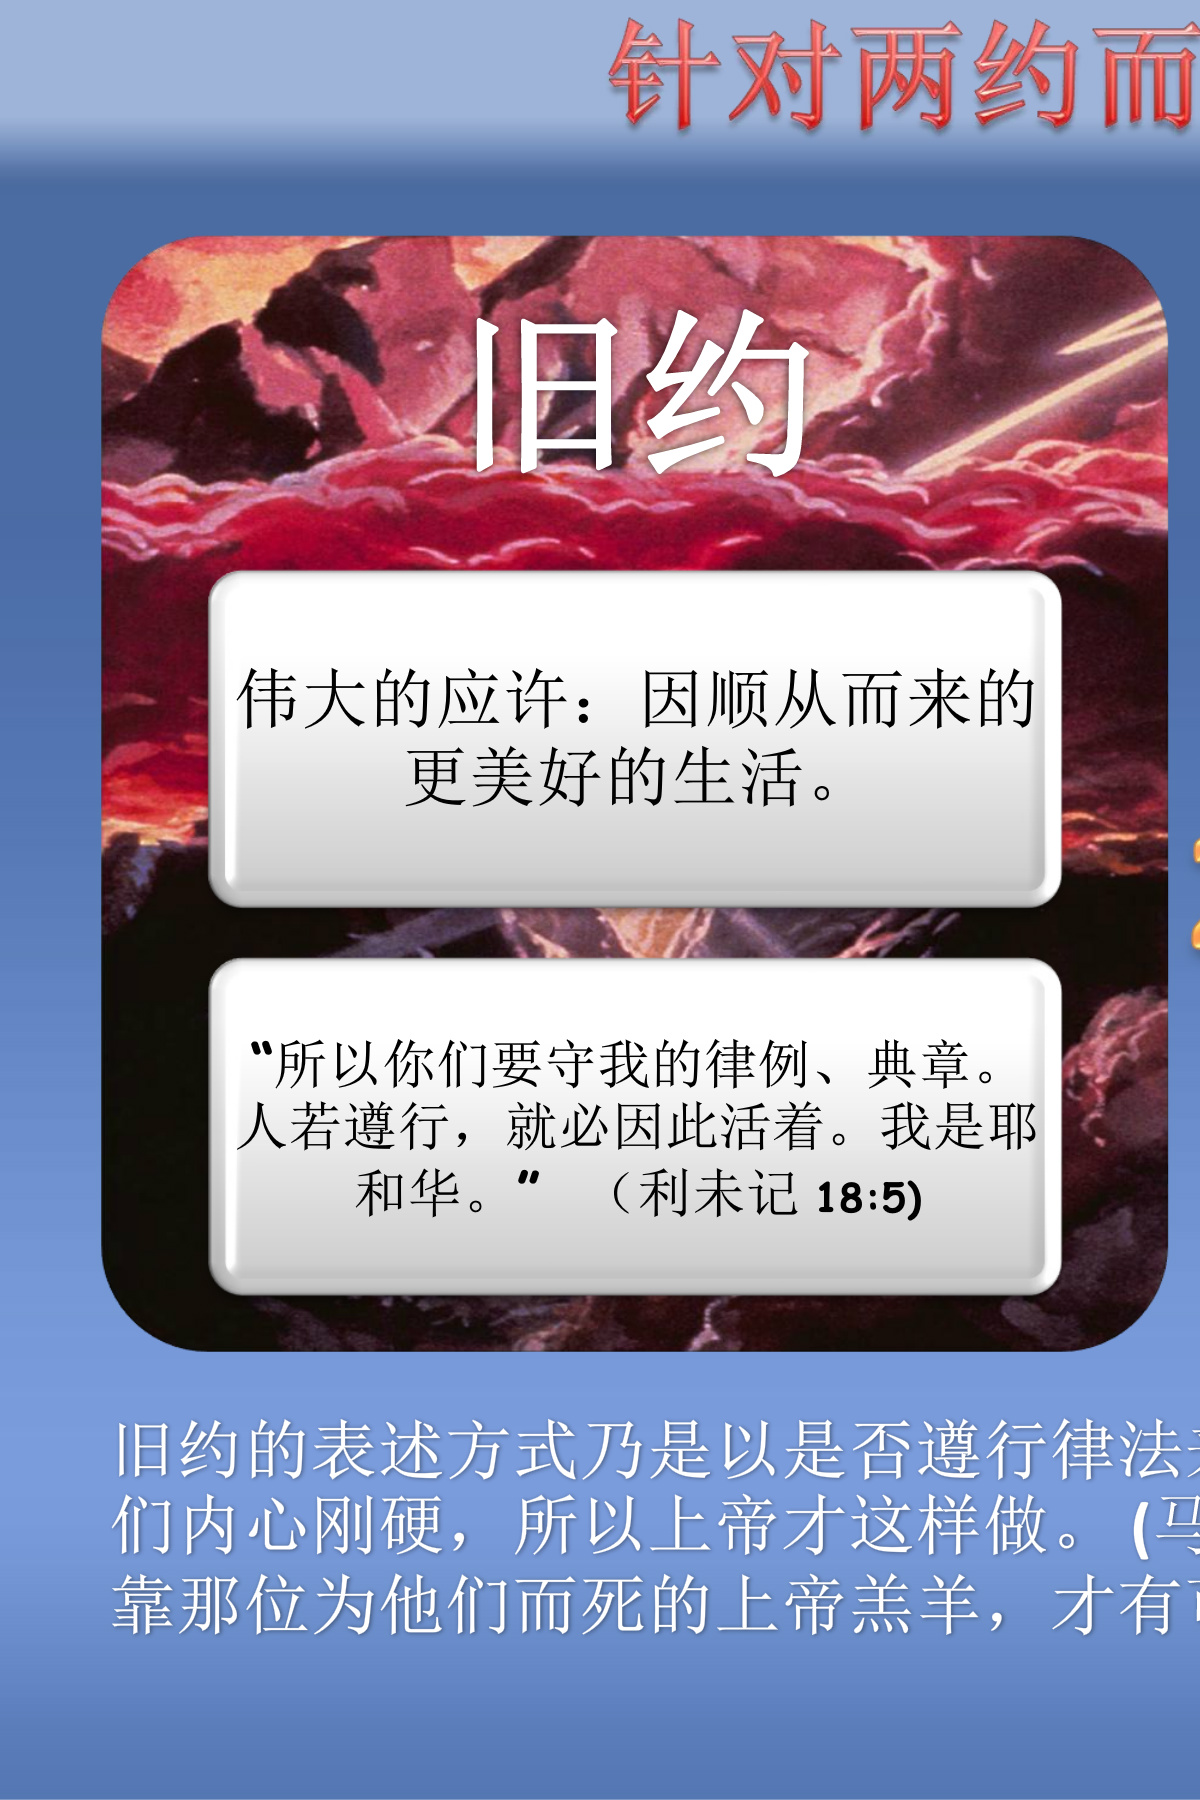 针对两约而
旧约
伟大的应许：因顺从而来的
更美好的生活。
“所以你们要守我的律例、典章。
人若遵行，就必因此活着。我是耶
和华。” （利未记 18:5)
旧约的表述方式乃是以是否遵行律法
们内心刚硬，所以上帝才这样做。(马
靠那位为他们而死的上帝羔羊，才有